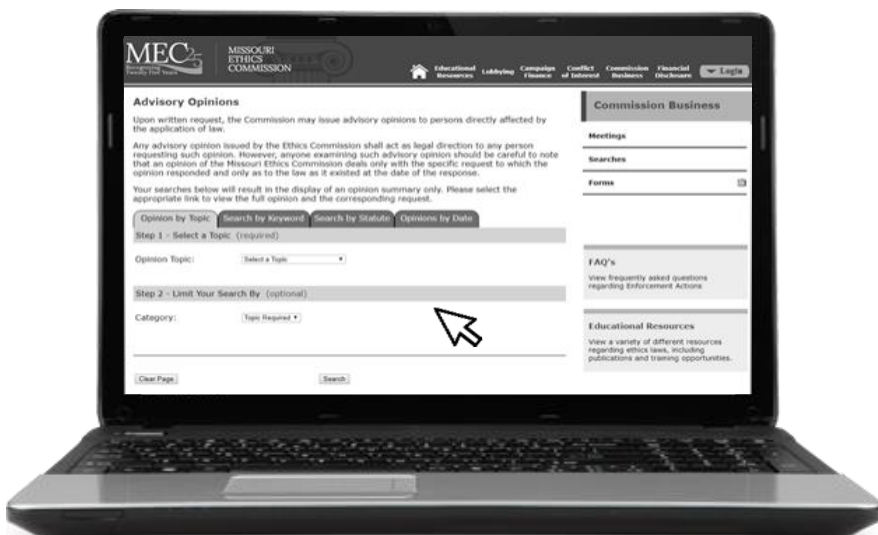 MEC 25
Recognizing
Twenty Five Years
MISSOURI
ETHICS
COMMISSION
Educational
Resources
Lobbying
Campaign
Finance
Conflict
of Interest
Commission
Business
Financial
Disclosure
Login
Advisory Opinions
Upon written request, the Commission may issue advisory opinions to persons directly affected by
the application of law.
Any advisory opinion issued by the Ethics Commission shall act as legal direction to any person
requesting such opinion. However, anyone examining such advisory opinion should be careful to note
that an opinion of the Missouri Ethics Commission deals only with the specific request to which the
opinion responded and only as to the law as it existed at the date of the response.
Your searches below will result in the display of an opinion summary only. Please select the
appropriate link to view the full opinion and the corresponding request.
Opinion by Topic Search by Keyword Search by Statute Opinions by Date
Step 1 - Select a Topic (required)
Opinion Topic: Select a Topic
Step 2 - Limit Your Search By (optional)
Category: Topic Required
Clear Page Search
Commission Business
Meetings
Searches
Forms
FAQ's
View frequently asked questions
regarding Enforcement Actions
Educational Resources
View a variety of different resources
regarding ethics laws, including
publications and training opportunities.